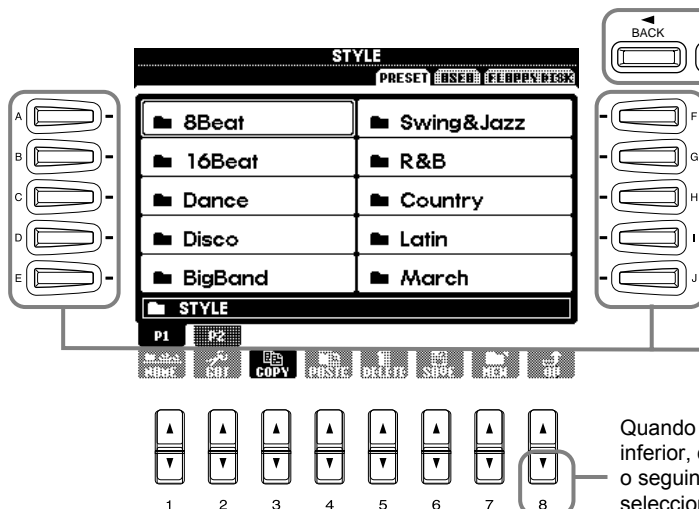 BACK
STYLE
PRESET USER FLOPPY DISK
A
B
C
D
E
8Beat
16Beat
Dance
Disco
BigBand
Swing&Jazz
R&B
Country
Latin
March
F
G
H
I
J
STYLE
P1 P2
NAME CUT COPY PASTE DELETE SAVE NEW UP
1 2 3 4 5 6 7 8
Quando
inferior,
o seguin
seleccion